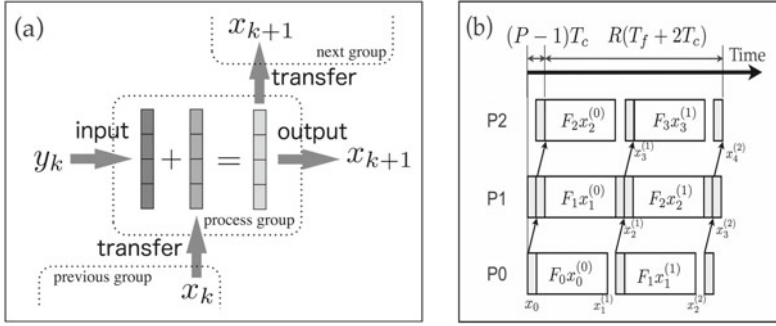 (a)
x_{k+1}
next group
transfer
input
output
y_k
+
=
x_{k+1}
process group
transfer
previous group
x_k
(b)
(P − 1)T_c
R(T_f + 2T_c)
Time
P2
F_2x_2^{(0)}
F_3x_3^{(1)}
x_3^{(1)}
x_4^{(2)}
P1
F_1x_1^{(0)}
F_2x_2^{(1)}
x_2^{(1)}
x_3^{(2)}
P0
F_0x_0^{(0)}
F_1x_1^{(1)}
x_0
x_1^{(1)}
x_2^{(2)}